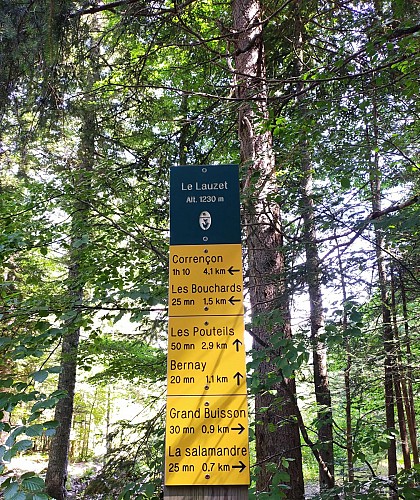 Le Lauzet
Alt. 1230 m
Corrençon
1h 10 4,1 km ←
Les Bouchards
25 mn 1,5 km ←
Les Pouteils
50 mn 2.9 km ↑
Bernay
20 mn 1,1 km ↑
Grand Buisson
30 mn 0,9 km →
La salamandre
25 mn 0,7 km →